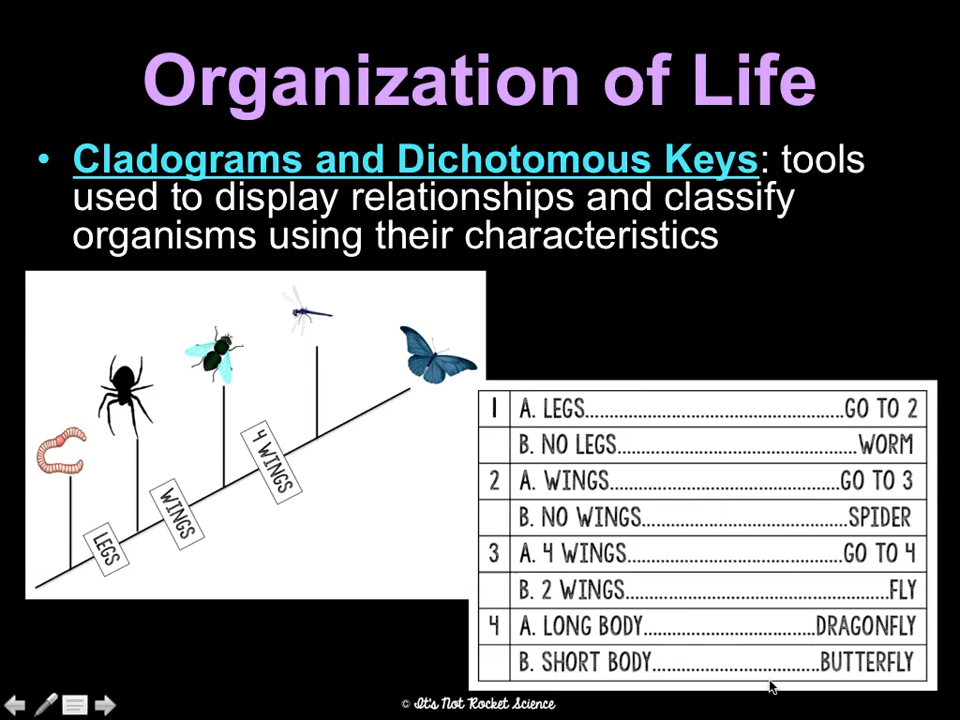 Organization of Life
• Cladograms and Dichotomous Keys: tools
used to display relationships and classify
organisms using their characteristics
LEGS
WINGS
4 WINGS
1 A. LEGS.......................................................GO TO 2
B. NO LEGS..................................................WORM
2 A. WINGS.................................................GO TO 3
B. NO WINGS............................................SPIDER
3 A. 4 WINGS..............................................GO TO 4
B. 2 WINGS........................................................FLY
4 A. LONG BODY....................................DRAGONFLY
B. SHORT BODY...................................BUTTERFLY
© It's Not Rocket Science